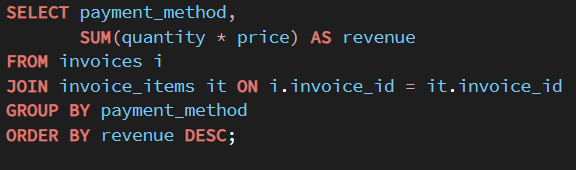 SELECT payment_method,
       SUM(quantity * price) AS revenue
FROM invoices i
JOIN invoice_items it ON i.invoice_id = it.invoice_id
GROUP BY payment_method
ORDER BY revenue DESC;